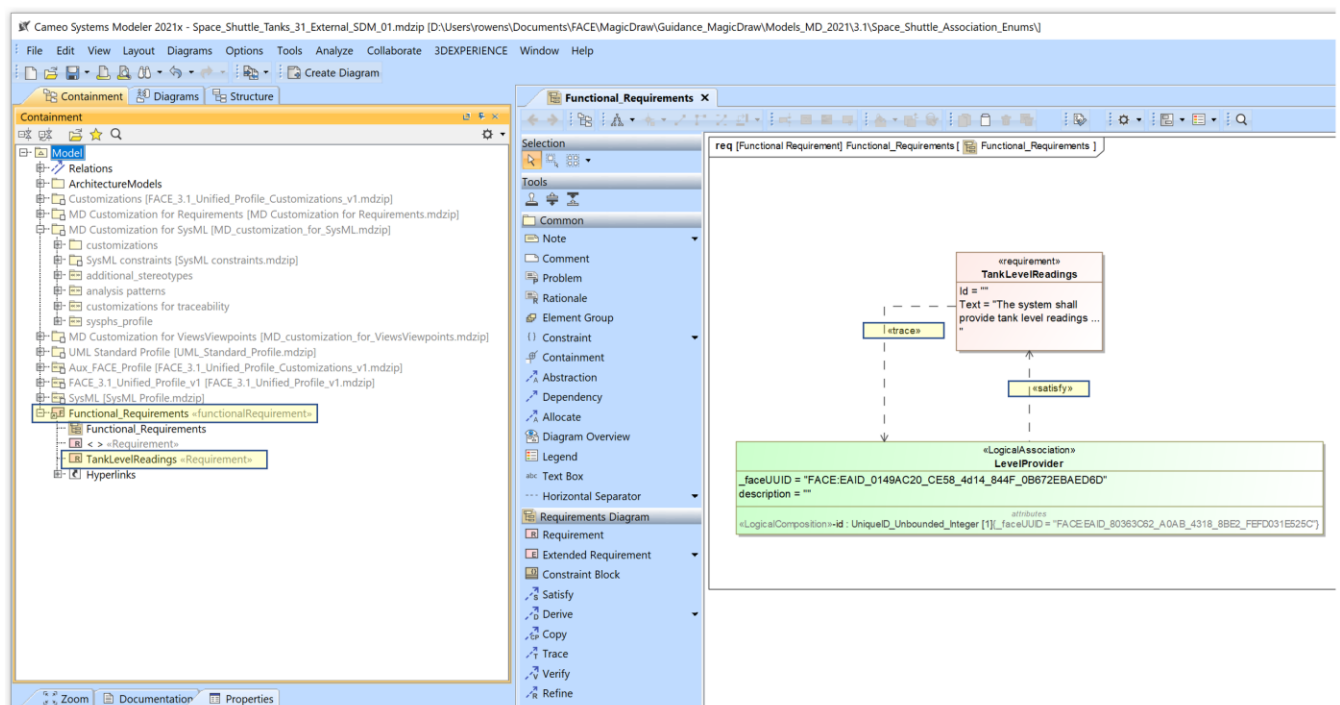 Cameo Systems Modeler 2021x - Space_Shuttle_Tanks_31_External_SDM_01.mdzip [D:\Users\rowens\Documents\FACE\MagicDraw\Guidance_MagicDraw\Models_MD_2021\3.1\Space_Shuttle_Association_Enums\]
File Edit View Layout Diagrams Options Tools Analyze Collaborate 3DEXPERIENCE Window Help
Create Diagram
Containment Diagrams Structure
Containment
Model
Relations
ArchitectureModels
Customizations [FACE_3.1_Unified_Profile_Customizations_v1.mdzip]
MD Customization for Requirements [MD Customization for Requirements.mdzip]
MD Customization for SysML [MD_customization_for_SysML.mdzip]
customizations
SysML constraints [SysML constraints.mdzip]
additional_stereotypes
analysis patterns
customizations for traceability
sysphs_profile
MD Customization for ViewsViewpoints [MD_customization_for_ViewsViewpoints.mdzip]
UML Standard Profile [UML_Standard_Profile.mdzip]
Aux_FACE_Profile [FACE_3.1_Unified_Profile_Customizations_v1.mdzip]
FACE_3.1_Unified_Profile_v1 [FACE_3.1_Unified_Profile_v1.mdzip]
SysML [SysML Profile.mdzip]
Functional_Requirements «functionalRequirement»
Functional_Requirements
< > «Requirement»
TankLevelReadings «Requirement»
Hyperlinks
Zoom Documentation Properties
Functional_Requirements
Selection
Tools
Common
Note
Comment
Problem
Rationale
Element Group
Constraint
Containment
Abstraction
Dependency
Allocate
Diagram Overview
Legend
Text Box
Horizontal Separator
Requirements Diagram
Requirement
Extended Requirement
Constraint Block
Satisfy
Derive
Copy
Trace
Verify
Refine
req [Functional Requirement] Functional_Requirements [ Functional_Requirements ]
«requirement»
TankLevelReadings
Id = ""
Text = "The system shall
provide tank level readings ...
"
«trace»
«satisfy»
«LogicalAssociation»
LevelProvider
_faceUUID = "FACE:EAID_0149AC20_CE58_4d14_844F_0B672EBAED6D"
description = ""
attributes
«LogicalComposition»-id : UniqueID_Unbounded_Integer [1]{_faceUUID = "FACE:EAID_80363C62_A0AB_4318_8BE2_FEFD031E525C"}